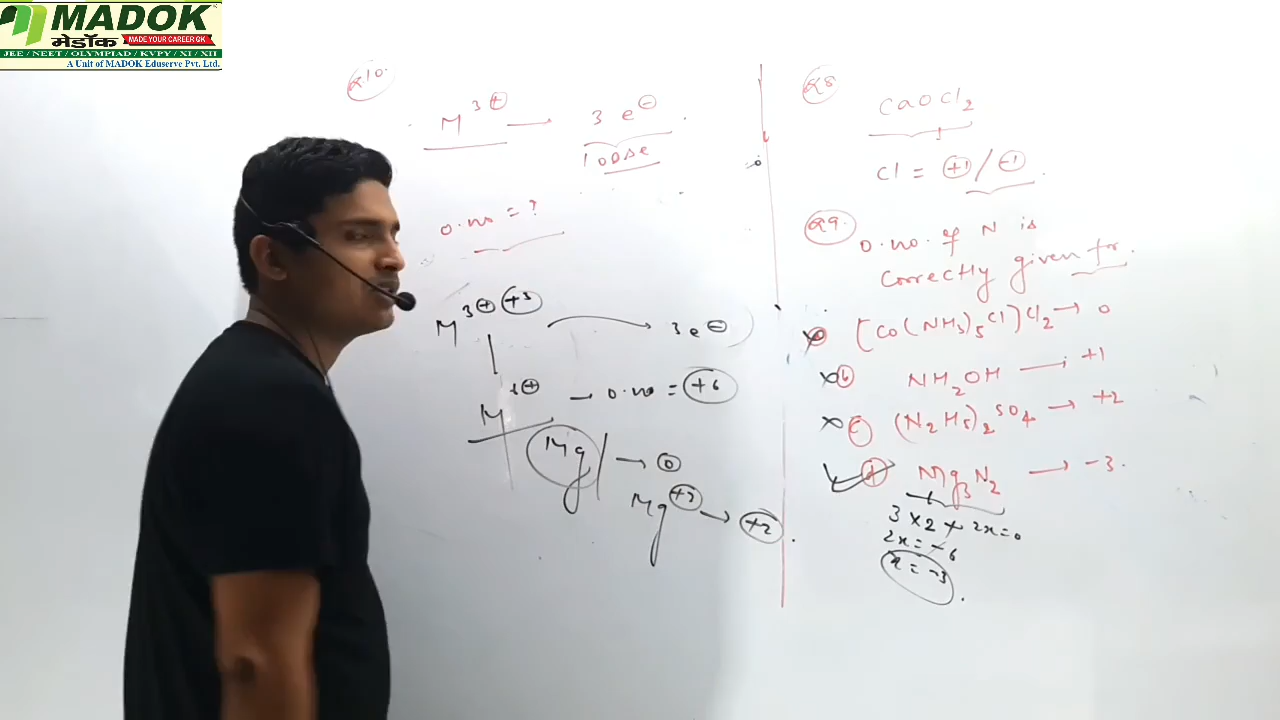 MADOK
मेडॉक MADE YOUR CAREER GK
JEE / NEET / OLYMPIAD / KVPY / XI / XII
A Unit of MADOK Eduserve Pvt. Ltd.
Q10.
M³⊕ → 3 e⊖
loose
o.no = ?
M³⊕ (+3) → 3e⊖
M⊕ → o.no = +6
Mg → 0
Mg → +2
Q8
CaOCl₂
Cl = +1 / -1
Q9.
O.no. of N is
correctly given for.
[Co(NH₃)₅Cl]Cl₂ → 0
b NH₂OH → +1
c (N₂H₅)₂SO₄ → +2
d Mg₃N₂ → -3.
3 × 2 + 2x = 0
2x = -6
x = -3